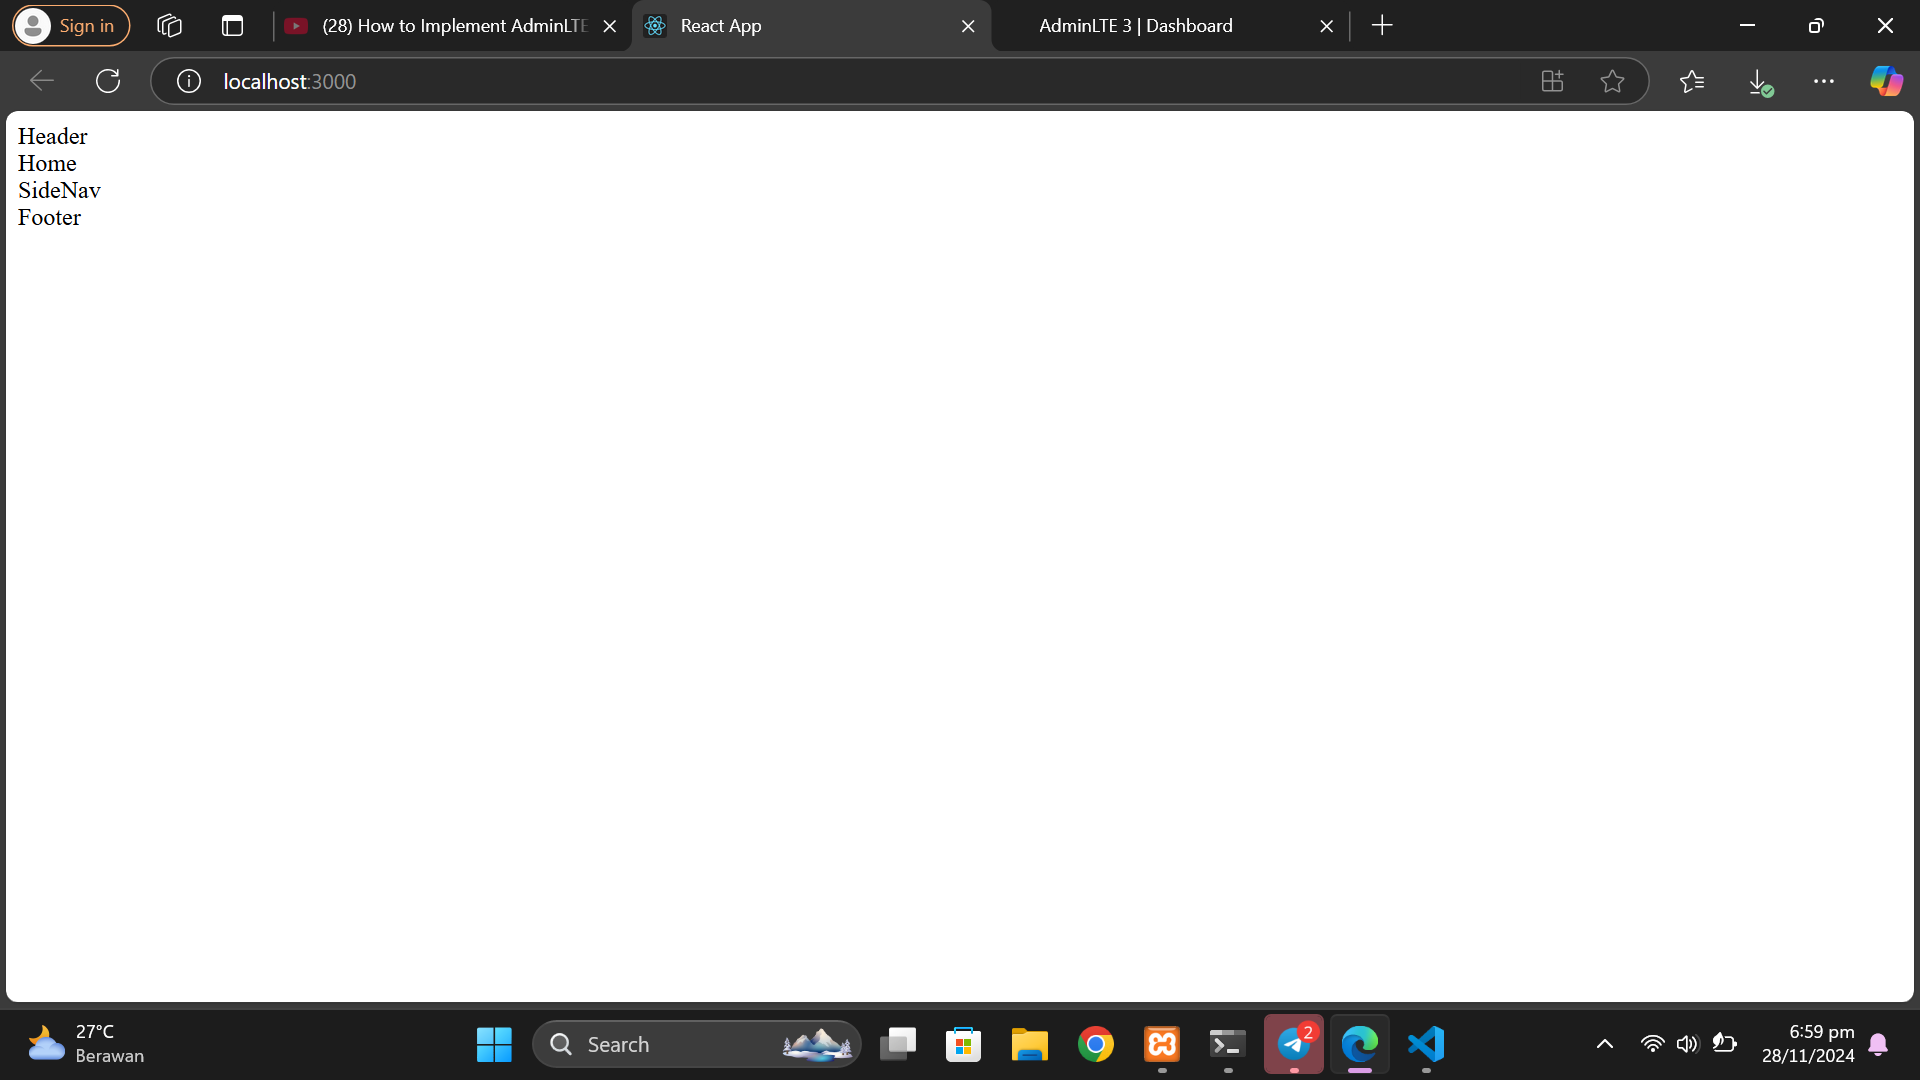 Sign in
(28) How to Implement AdminLTE
React App
AdminLTE 3 | Dashboard
localhost:3000
Header
Home
SideNav
Footer
27°C
Berawan
Search
2
6:59 pm
28/11/2024